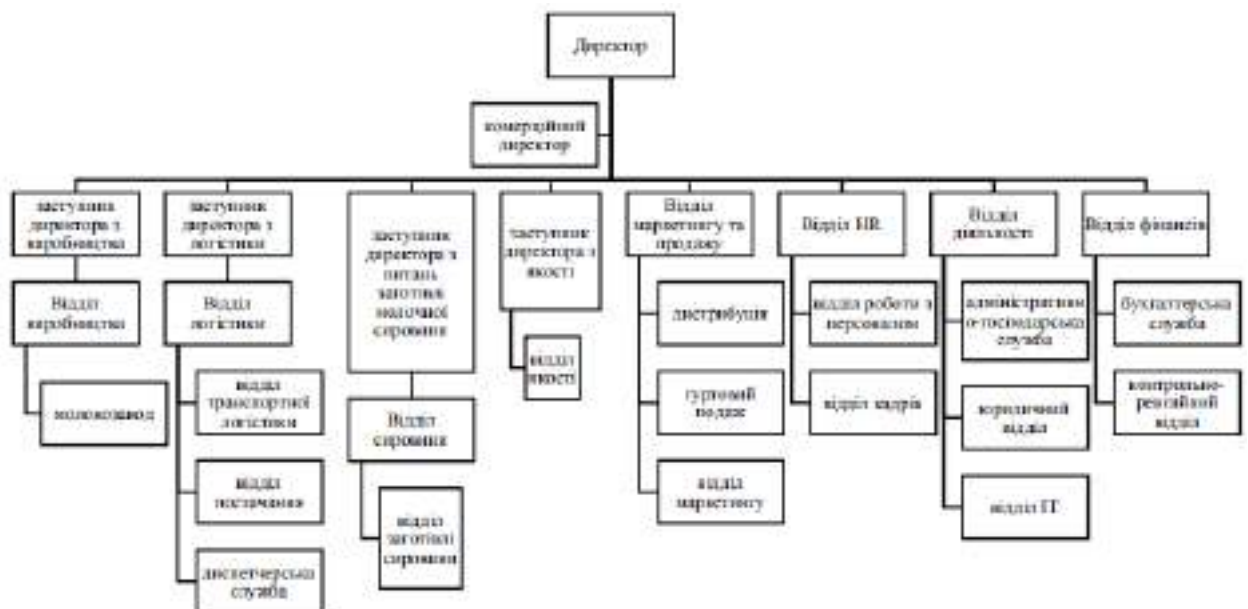 Директор
комерційний
директор
заступник
директора з
виробництва
заступник
директора з
логістики
заступник
директора з
питань
заготівлі
молочної
сировини
заступник
директора з
якості
Відділ
маркетингу та
продажу
Відділ HR
Відділ
діяльності
Відділ фінансів
Відділ
виробництва
молокозавод
Відділ
логістики
відділ
транспортної
логістики
відділ
постачання
диспетчерська
служба
Відділ
сировини
відділ
заготівлі
сировини
відділ
якості
дистрибуція
гуртовий
подаж
відділ
маркетингу
відділ роботи з
персоналом
відділ кадрів
адміністративн
о-господарська
служба
юридичний
відділ
відділ ІТ
бухгалтерська
служба
контрольно-
ревізійний
відділ